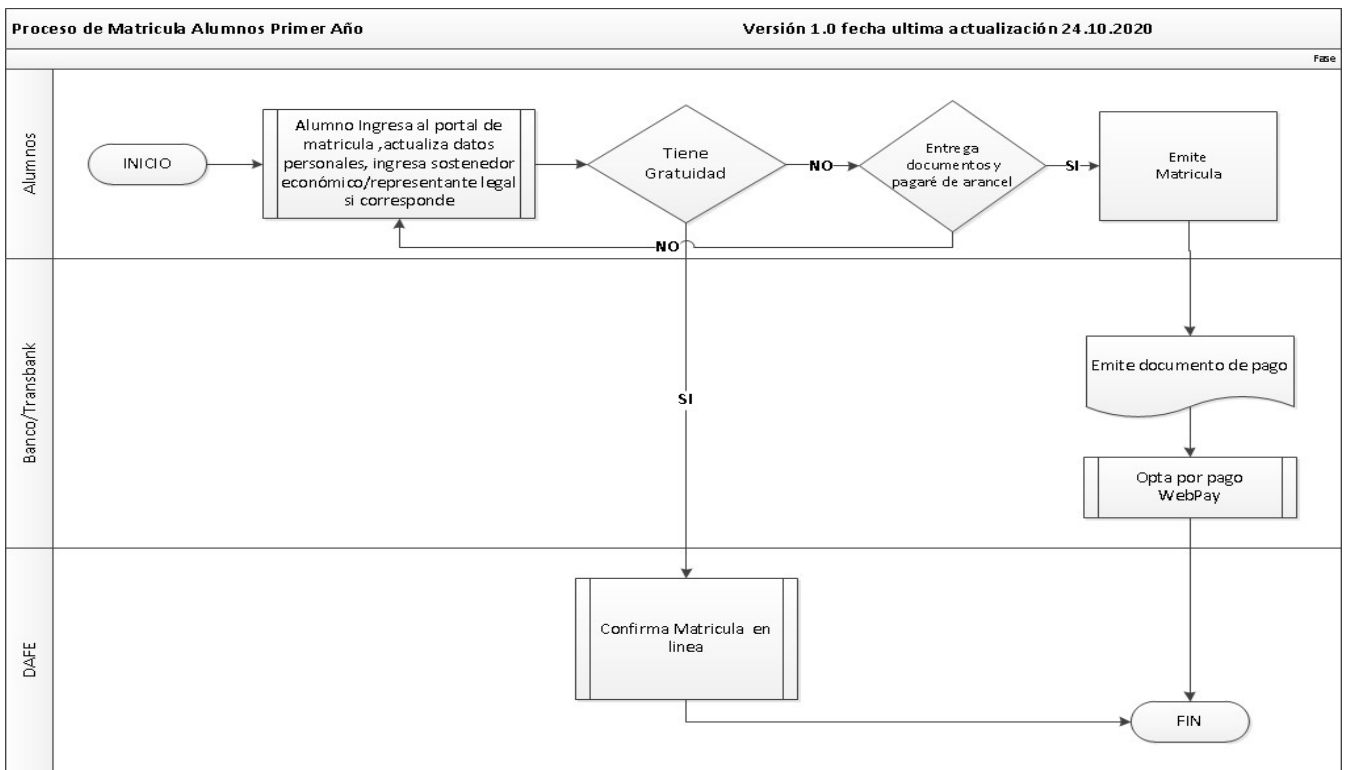 Proceso de Matricula Alumnos Primer Año
Versión 1.0 fecha ultima actualización 24.10.2020
Fase
Alumnos
INICIO
Alumno Ingresa al portal de
matricula ,actualiza datos
personales, ingresa sostenedor
económico/representante legal
si corresponde
Tiene
Gratuidad
NO
Entrega
documentos y
pagaré de arancel
SI
Emite
Matricula
NO
Banco/Transbank
SI
Emite documento de pago
Opta por pago
WebPay
DAFE
Confirma Matricula en
linea
FIN